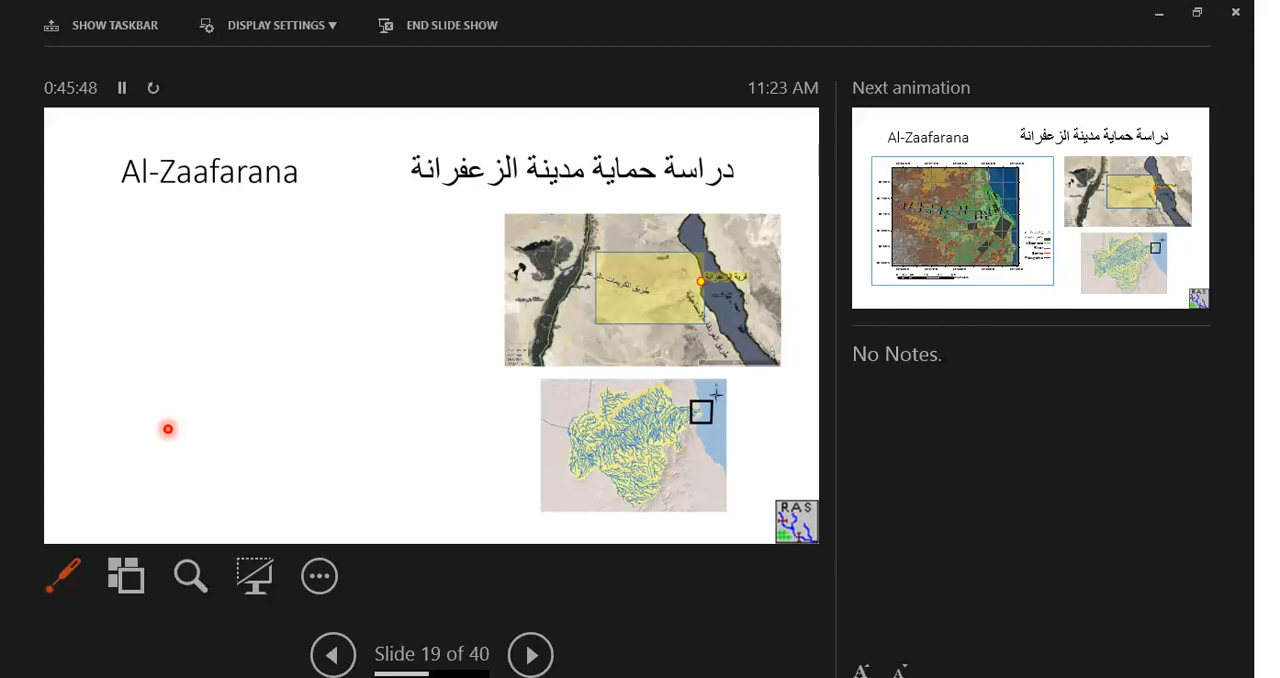 SHOW TASKBAR
DISPLAY SETTINGS
END SLIDE SHOW
0:45:48
11:23 AM
Next animation
Al-Zaafarana
دراسة حماية مدينة الزعفرانة
RAS
Al-Zaafarana
دراسة حماية مدينة الزعفرانة
RAS
No Notes.
Slide 19 of 40
A
A